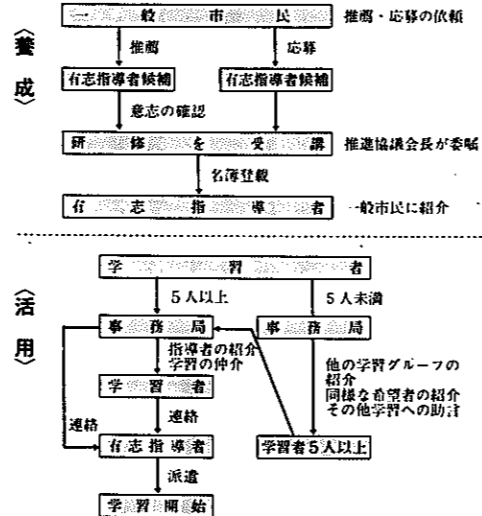 〈養成〉
一般市民 推薦・応募の依頼
推薦 応募
有志指導者候補 有志指導者候補
意志の確認
研修を受講 推進協議会長が委嘱
名簿登載
有志指導者 一般市民に紹介
〈活用〉
学習者
5人以上 5人未満
事務局 事務局
指導者の紹介
学習の仲介
他の学習グループの
紹介
同様な希望者の紹介
その他学習への助言
学習者
連絡 連絡
有志指導者 学習者5人以上
派遣
学習開始